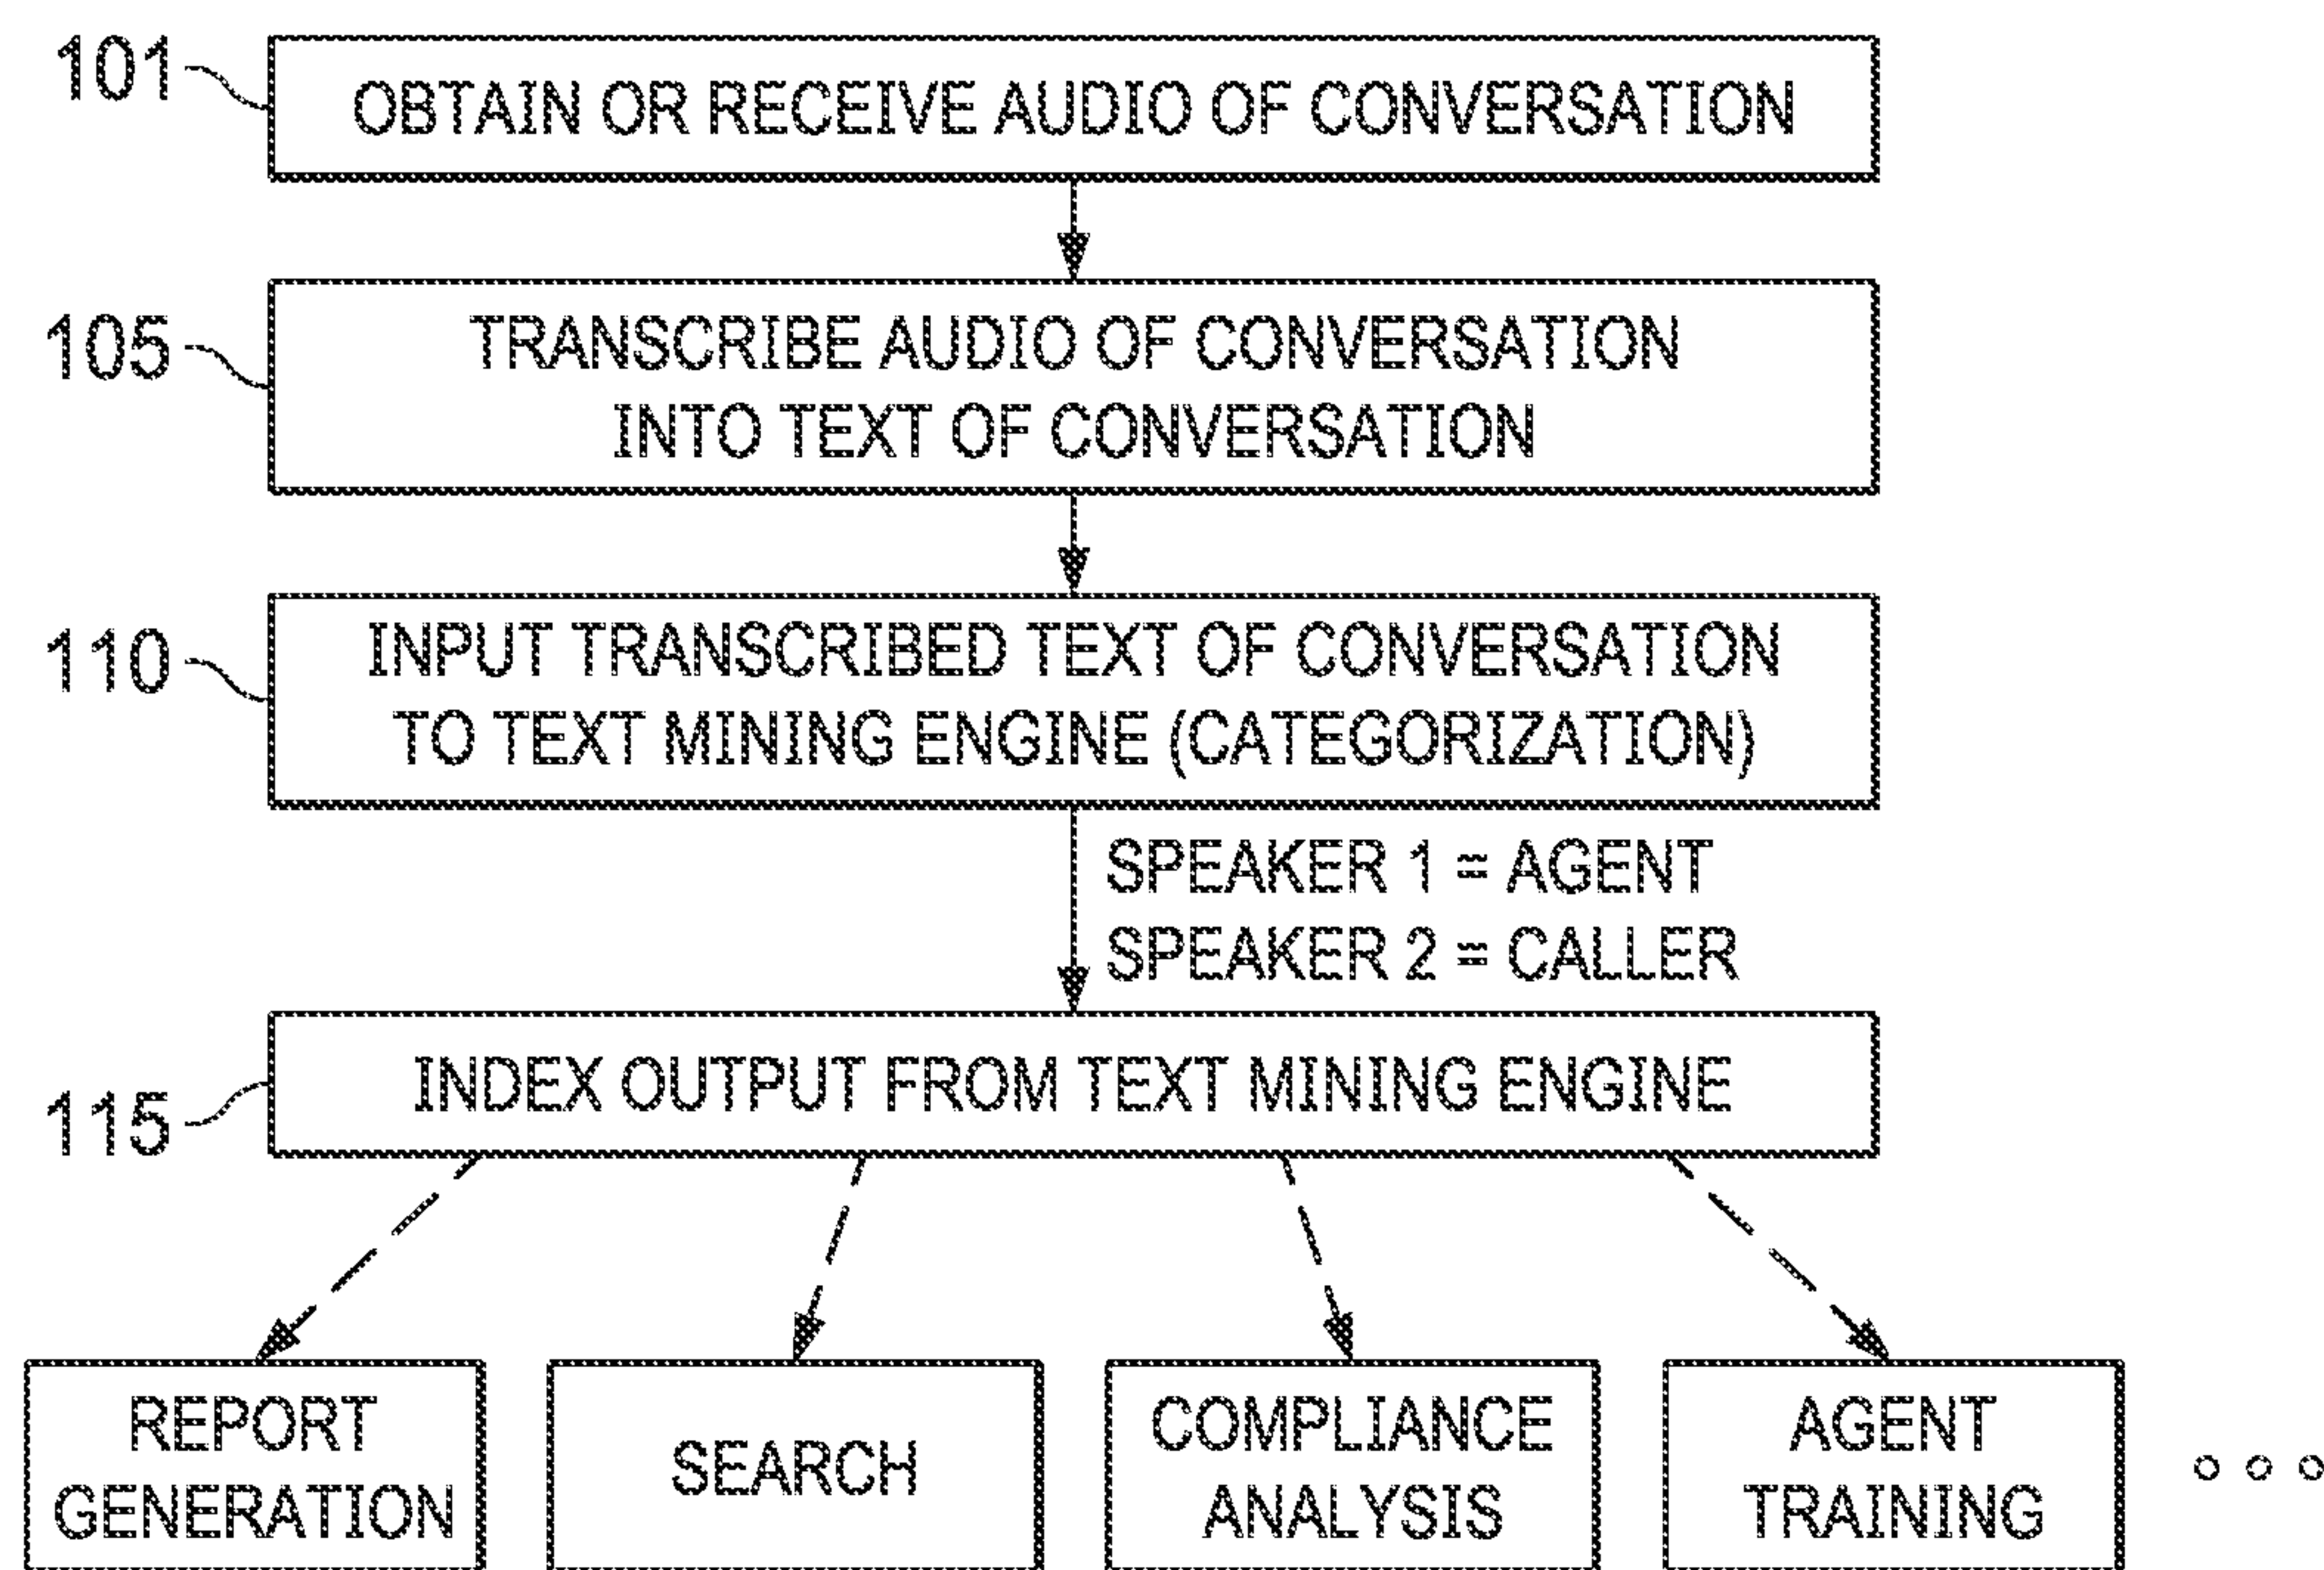 101
OBTAIN OR RECEIVE AUDIO OF CONVERSATION
105
TRANSCRIBE AUDIO OF CONVERSATION
INTO TEXT OF CONVERSATION
110
INPUT TRANSCRIBED TEXT OF CONVERSATION
TO TEXT MINING ENGINE (CATEGORIZATION)
SPEAKER 1 = AGENT
SPEAKER 2 = CALLER
115
INDEX OUTPUT FROM TEXT MINING ENGINE
REPORT
GENERATION
SEARCH
COMPLIANCE
ANALYSIS
AGENT
TRAINING